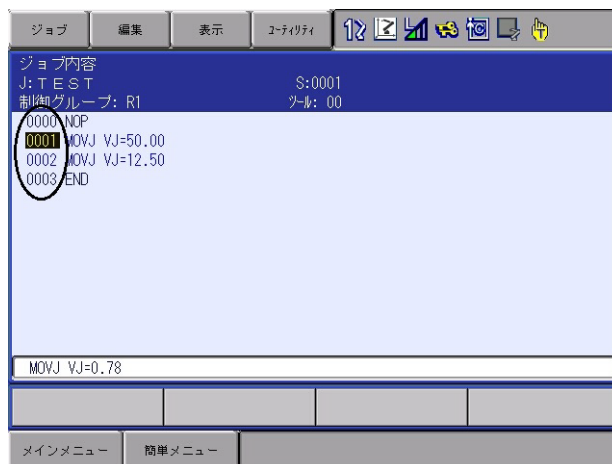 ジョブ 編集 表示 ユーティリティ
ジョブ内容
J:TEST S:0001
制御グループ: R1 ツール: 00
0000 NOP
0001 MOVJ VJ=50.00
0002 MOVJ VJ=12.50
0003 END
MOVJ VJ=0.78
メインメニュー 簡単メニュー